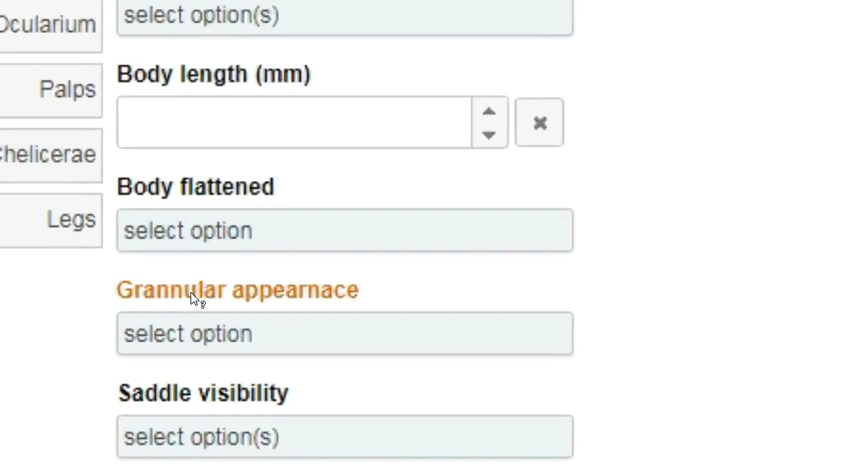 Ocularium
Palps
Chelicerae
Legs
select option(s)
Body length (mm)
Body flattened
select option
Grannular appearnace
select option
Saddle visibility
select option(s)